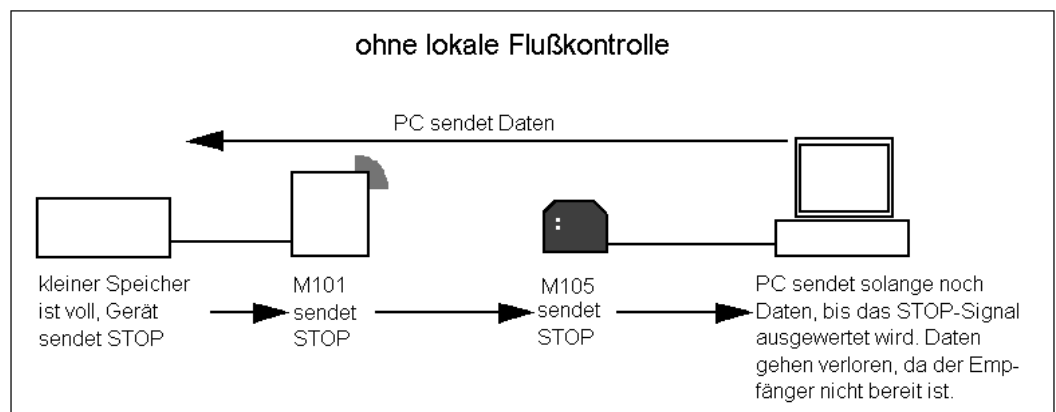 ohne lokale Flußkontrolle
PC sendet Daten
kleiner Speicher
ist voll, Gerät
sendet STOP
M101
sendet
STOP
M105
sendet
STOP
PC sendet solange noch
Daten, bis das STOP-Signal
ausgewertet wird. Daten
gehen verloren, da der Emp-
fänger nicht bereit ist.